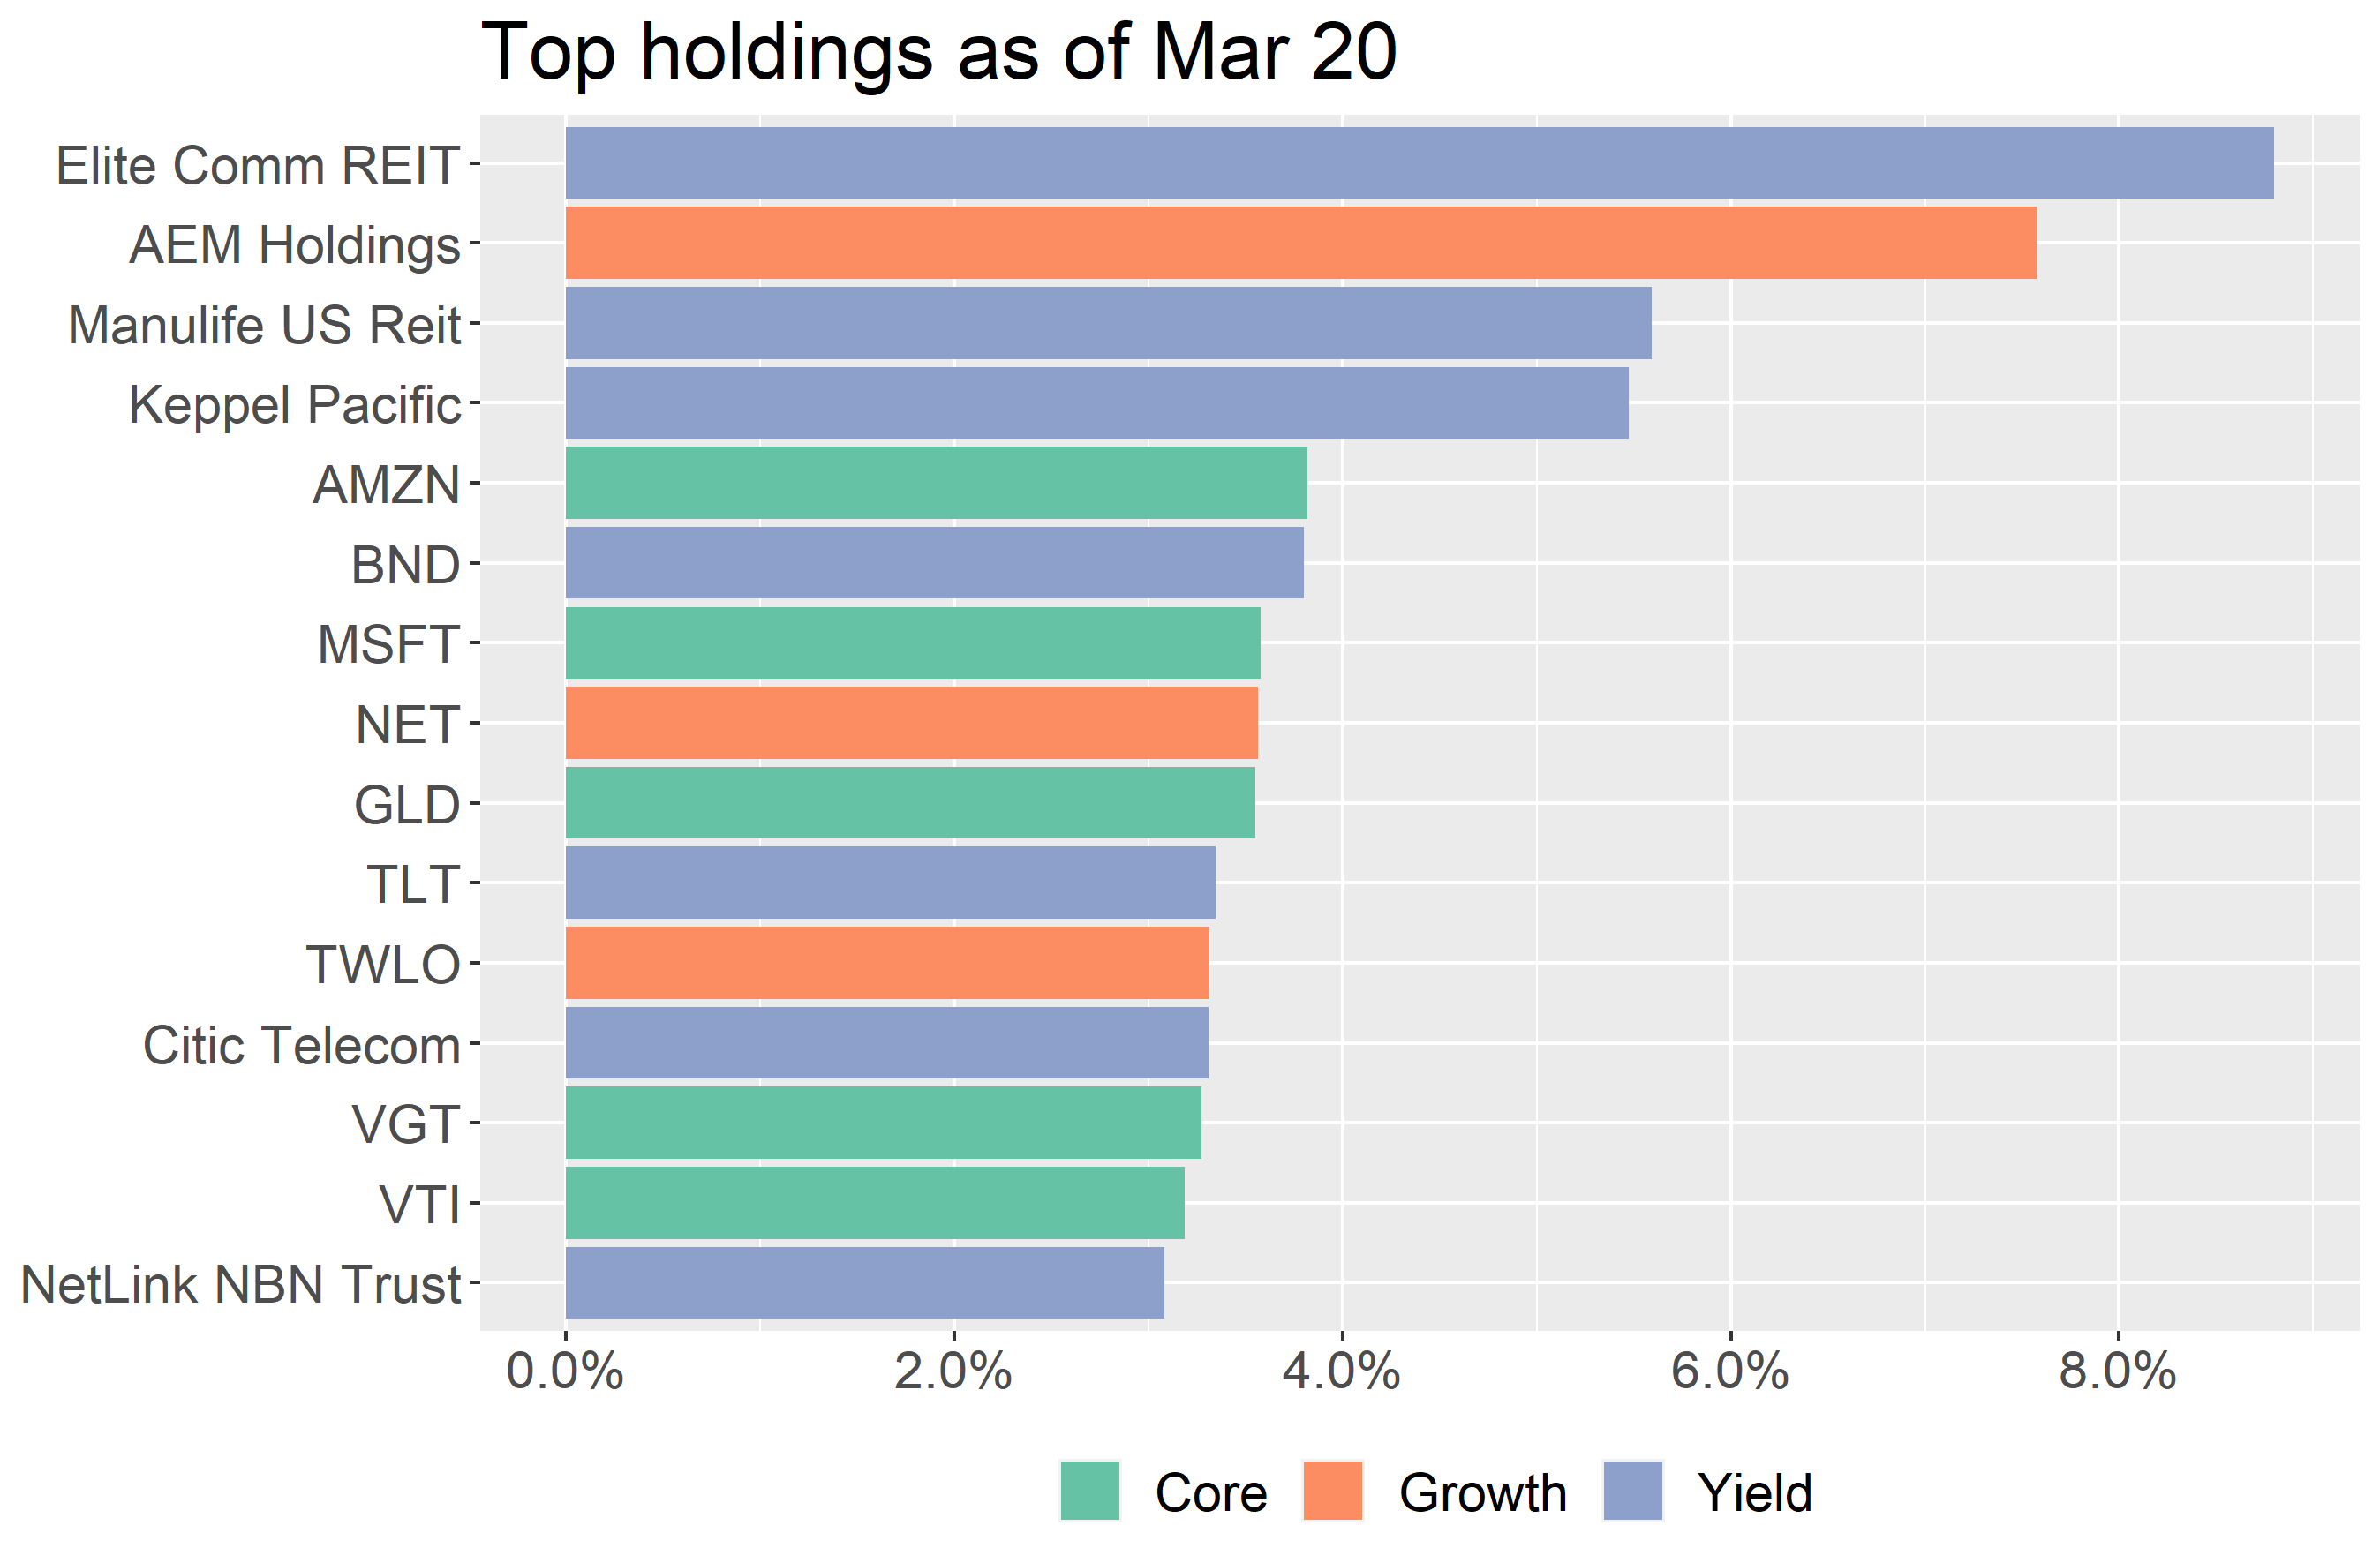 Top holdings as of Mar 20
Elite Comm REIT
AEM Holdings
Manulife US Reit
Keppel Pacific
AMZN
BND
MSFT
NET
GLD
TLT
TWLO
Citic Telecom
VGT
VTI
NetLink NBN Trust
0.0% 2.0% 4.0% 6.0% 8.0%
Core Growth Yield